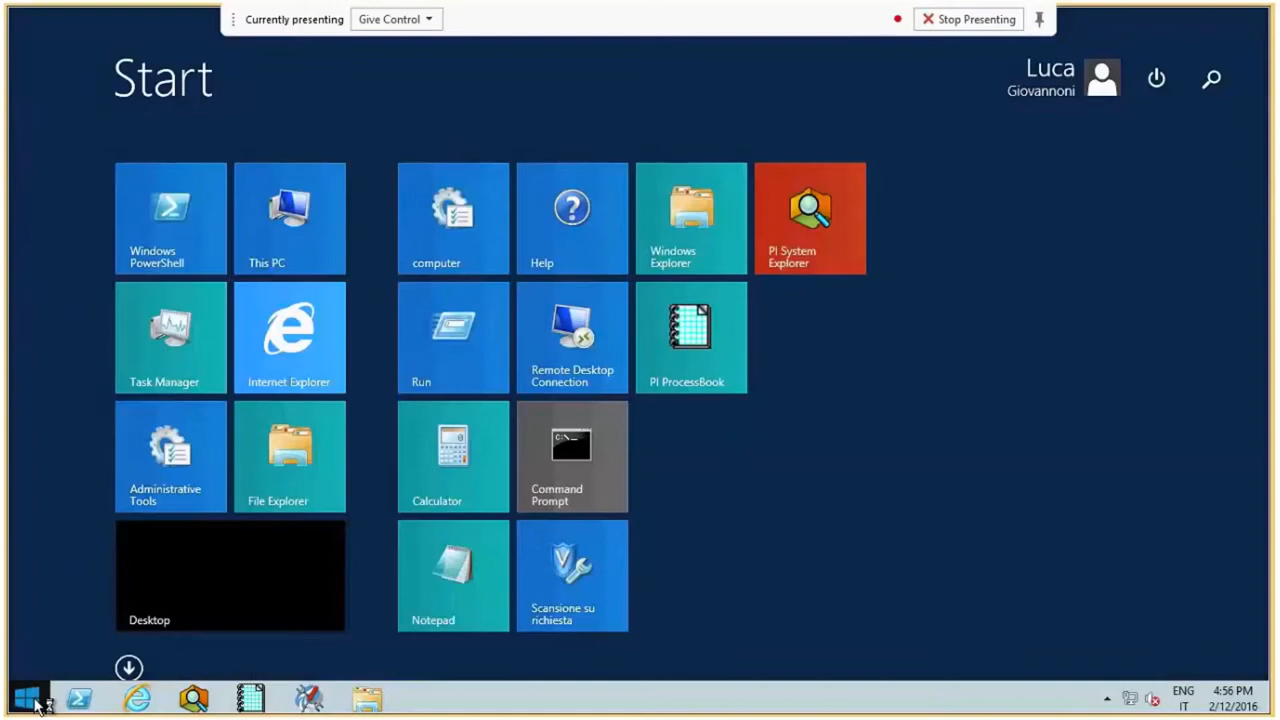 Currently presenting
Give Control
Stop Presenting
Start
Luca
Giovannoni
Windows
PowerShell
This PC
computer
Help
Windows
Explorer
PI System
Explorer
Task Manager
Internet Explorer
Run
Remote Desktop
Connection
PI ProcessBook
Administrative
Tools
File Explorer
Calculator
C:\_
Command
Prompt
Desktop
Notepad
Scansione su
richiesta
ENG
IT
4:56 PM
2/12/2016